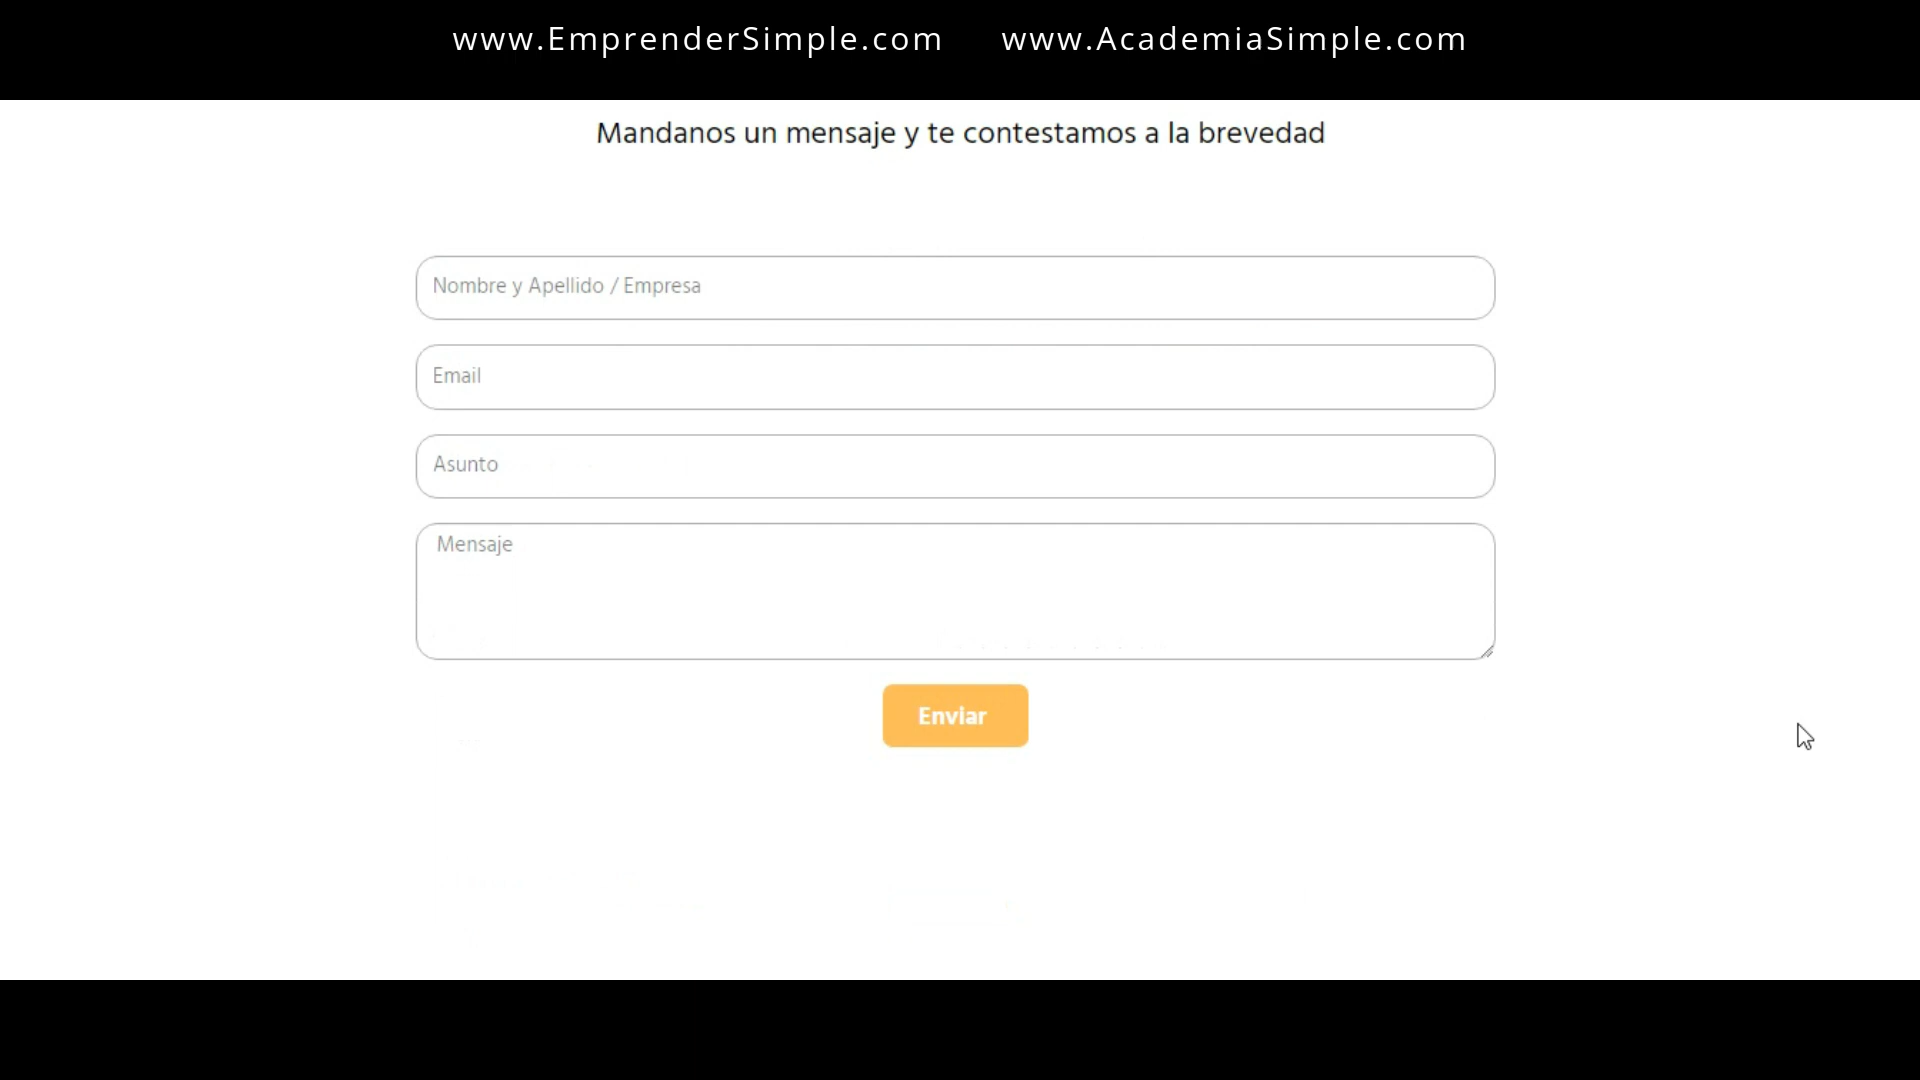 www.EmprenderSimple.com www.AcademiaSimple.com
Mandanos un mensaje y te contestamos a la brevedad
Nombre y Apellido / Empresa
Email
Asunto
Mensaje
Enviar